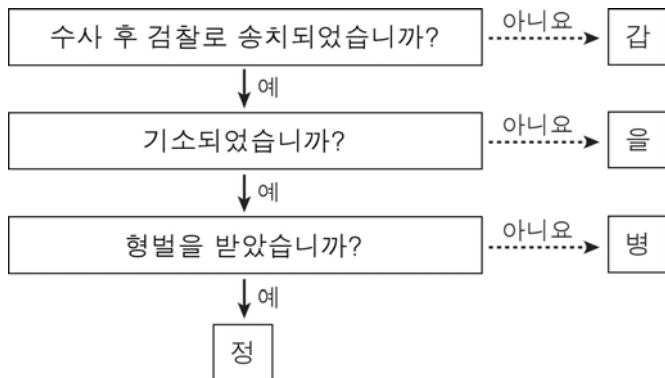 수사 후 검찰로 송치되었습니까?
아니요
갑
예
기소되었습니까?
아니요
을
예
형벌을 받았습니까?
아니요
병
예
정